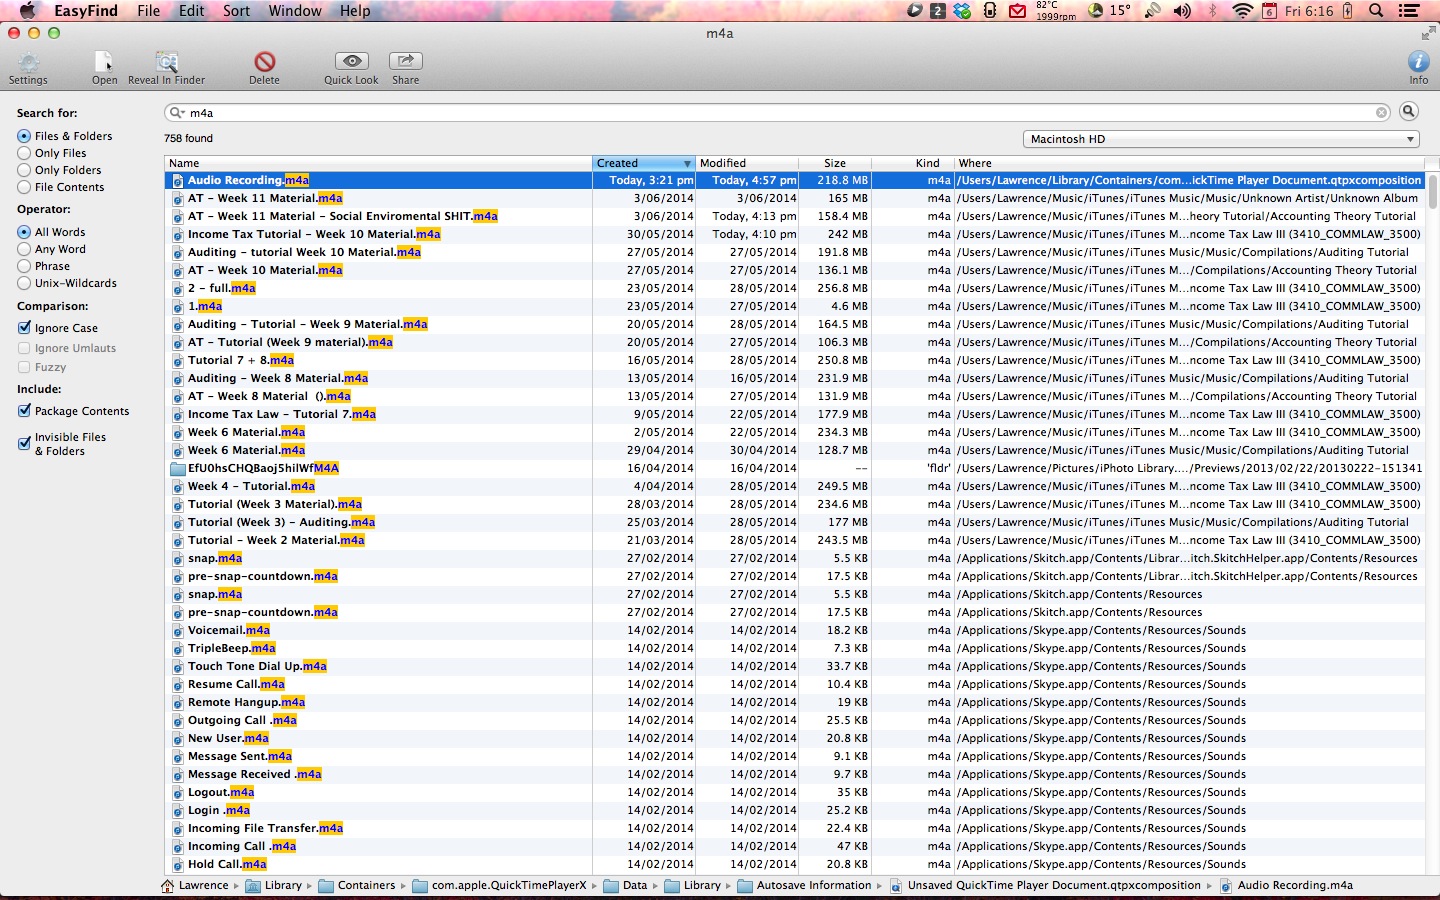 EasyFind File Edit Sort Window Help 2 82°C 1999rpm 15° 6 Fri 6:16
m4a
Settings Open Reveal In Finder Delete Quick Look Share Info
Search for:
Files & Folders
Only Files
Only Folders
File Contents
Operator:
All Words
Any Word
Phrase
Unix-Wildcards
Comparison:
Ignore Case
Ignore Umlauts
Fuzzy
Include:
Package Contents
Invisible Files
& Folders
m4a
758 found Macintosh HD
Name Created Modified Size Kind Where
Audio Recording.m4a Today, 3:21 pm Today, 4:57 pm 218.8 MB m4a /Users/Lawrence/Library/Containers/com...ickTime Player Document.qtpxcomposition
AT - Week 11 Material.m4a 3/06/2014 3/06/2014 165 MB m4a /Users/Lawrence/Music/iTunes/iTunes Music/Music/Unknown Artist/Unknown Album
AT - Week 11 Material - Social Enviromental SHIT.m4a 3/06/2014 Today, 4:13 pm 158.4 MB m4a /Users/Lawrence/Music/iTunes/iTunes M...heory Tutorial/Accounting Theory Tutorial
Income Tax Tutorial - Week 10 Material.m4a 30/05/2014 Today, 4:10 pm 242 MB m4a /Users/Lawrence/Music/iTunes/iTunes M...ncome Tax Law III (3410_COMMLAW_3500)
Auditing - tutorial Week 10 Material.m4a 27/05/2014 27/05/2014 191.8 MB m4a /Users/Lawrence/Music/iTunes/iTunes Music/Music/Compilations/Auditing Tutorial
AT - Week 10 Material.m4a 27/05/2014 27/05/2014 136.1 MB m4a /Users/Lawrence/Music/iTunes/iTunes M.../Compilations/Accounting Theory Tutorial
2 - full.m4a 23/05/2014 28/05/2014 256.8 MB m4a /Users/Lawrence/Music/iTunes/iTunes M...ncome Tax Law III (3410_COMMLAW_3500)
1.m4a 23/05/2014 27/05/2014 4.6 MB m4a /Users/Lawrence/Music/iTunes/iTunes M...ncome Tax Law III (3410_COMMLAW_3500)
Auditing - Tutorial - Week 9 Material.m4a 20/05/2014 28/05/2014 164.5 MB m4a /Users/Lawrence/Music/iTunes/iTunes Music/Music/Compilations/Auditing Tutorial
AT - Tutorial (Week 9 material).m4a 20/05/2014 27/05/2014 106.3 MB m4a /Users/Lawrence/Music/iTunes/iTunes M.../Compilations/Accounting Theory Tutorial
Tutorial 7 + 8.m4a 16/05/2014 28/05/2014 250.8 MB m4a /Users/Lawrence/Music/iTunes/iTunes M...ncome Tax Law III (3410_COMMLAW_3500)
Auditing - Week 8 Material.m4a 13/05/2014 16/05/2014 231.9 MB m4a /Users/Lawrence/Music/iTunes/iTunes Music/Music/Compilations/Auditing Tutorial
AT - Week 8 Material ().m4a 13/05/2014 27/05/2014 131.9 MB m4a /Users/Lawrence/Music/iTunes/iTunes M.../Compilations/Accounting Theory Tutorial
Income Tax Law - Tutorial 7.m4a 9/05/2014 22/05/2014 177.9 MB m4a /Users/Lawrence/Music/iTunes/iTunes M...ncome Tax Law III (3410_COMMLAW_3500)
Week 6 Material.m4a 2/05/2014 22/05/2014 234.3 MB m4a /Users/Lawrence/Music/iTunes/iTunes M...ncome Tax Law III (3410_COMMLAW_3500)
Week 6 Material.m4a 29/04/2014 30/04/2014 128.7 MB m4a /Users/Lawrence/Music/iTunes/iTunes Music/Music/Compilations/Auditing Tutorial
EfU0hsCHQBaoj5hilWfM4A 16/04/2014 16/04/2014 -- 'fldr' /Users/Lawrence/Pictures/iPhoto Library..../Previews/2013/02/22/20130222-151341
Week 4 - Tutorial.m4a 4/04/2014 28/05/2014 249.5 MB m4a /Users/Lawrence/Music/iTunes/iTunes M...ncome Tax Law III (3410_COMMLAW_3500)
Tutorial (Week 3 Material).m4a 28/03/2014 28/05/2014 234.6 MB m4a /Users/Lawrence/Music/iTunes/iTunes M...ncome Tax Law III (3410_COMMLAW_3500)
Tutorial (Week 3) - Auditing.m4a 25/03/2014 28/05/2014 177 MB m4a /Users/Lawrence/Music/iTunes/iTunes Music/Music/Compilations/Auditing Tutorial
Tutorial - Week 2 Material.m4a 21/03/2014 28/05/2014 243.5 MB m4a /Users/Lawrence/Music/iTunes/iTunes M...ncome Tax Law III (3410_COMMLAW_3500)
snap.m4a 27/02/2014 27/02/2014 5.5 KB m4a /Applications/Skitch.app/Contents/Librar...itch.SkitchHelper.app/Contents/Resources
pre-snap-countdown.m4a 27/02/2014 27/02/2014 17.5 KB m4a /Applications/Skitch.app/Contents/Librar...itch.SkitchHelper.app/Contents/Resources
snap.m4a 27/02/2014 27/02/2014 5.5 KB m4a /Applications/Skitch.app/Contents/Resources
pre-snap-countdown.m4a 27/02/2014 27/02/2014 17.5 KB m4a /Applications/Skitch.app/Contents/Resources
Voicemail.m4a 14/02/2014 14/02/2014 18.2 KB m4a /Applications/Skype.app/Contents/Resources/Sounds
TripleBeep.m4a 14/02/2014 14/02/2014 7.3 KB m4a /Applications/Skype.app/Contents/Resources/Sounds
Touch Tone Dial Up.m4a 14/02/2014 14/02/2014 33.7 KB m4a /Applications/Skype.app/Contents/Resources/Sounds
Resume Call.m4a 14/02/2014 14/02/2014 10.4 KB m4a /Applications/Skype.app/Contents/Resources/Sounds
Remote Hangup.m4a 14/02/2014 14/02/2014 19 KB m4a /Applications/Skype.app/Contents/Resources/Sounds
Outgoing Call .m4a 14/02/2014 14/02/2014 25.5 KB m4a /Applications/Skype.app/Contents/Resources/Sounds
New User.m4a 14/02/2014 14/02/2014 20.8 KB m4a /Applications/Skype.app/Contents/Resources/Sounds
Message Sent.m4a 14/02/2014 14/02/2014 9.1 KB m4a /Applications/Skype.app/Contents/Resources/Sounds
Message Received .m4a 14/02/2014 14/02/2014 9.7 KB m4a /Applications/Skype.app/Contents/Resources/Sounds
Logout.m4a 14/02/2014 14/02/2014 35 KB m4a /Applications/Skype.app/Contents/Resources/Sounds
Login .m4a 14/02/2014 14/02/2014 25.2 KB m4a /Applications/Skype.app/Contents/Resources/Sounds
Incoming File Transfer.m4a 14/02/2014 14/02/2014 22.4 KB m4a /Applications/Skype.app/Contents/Resources/Sounds
Incoming Call .m4a 14/02/2014 14/02/2014 47 KB m4a /Applications/Skype.app/Contents/Resources/Sounds
Hold Call.m4a 14/02/2014 14/02/2014 20.8 KB m4a /Applications/Skype.app/Contents/Resources/Sounds
Lawrence Library Containers com.apple.QuickTimePlayerX Data Library Autosave Information Unsaved QuickTime Player Document.qtpxcomposition Audio Recording.m4a